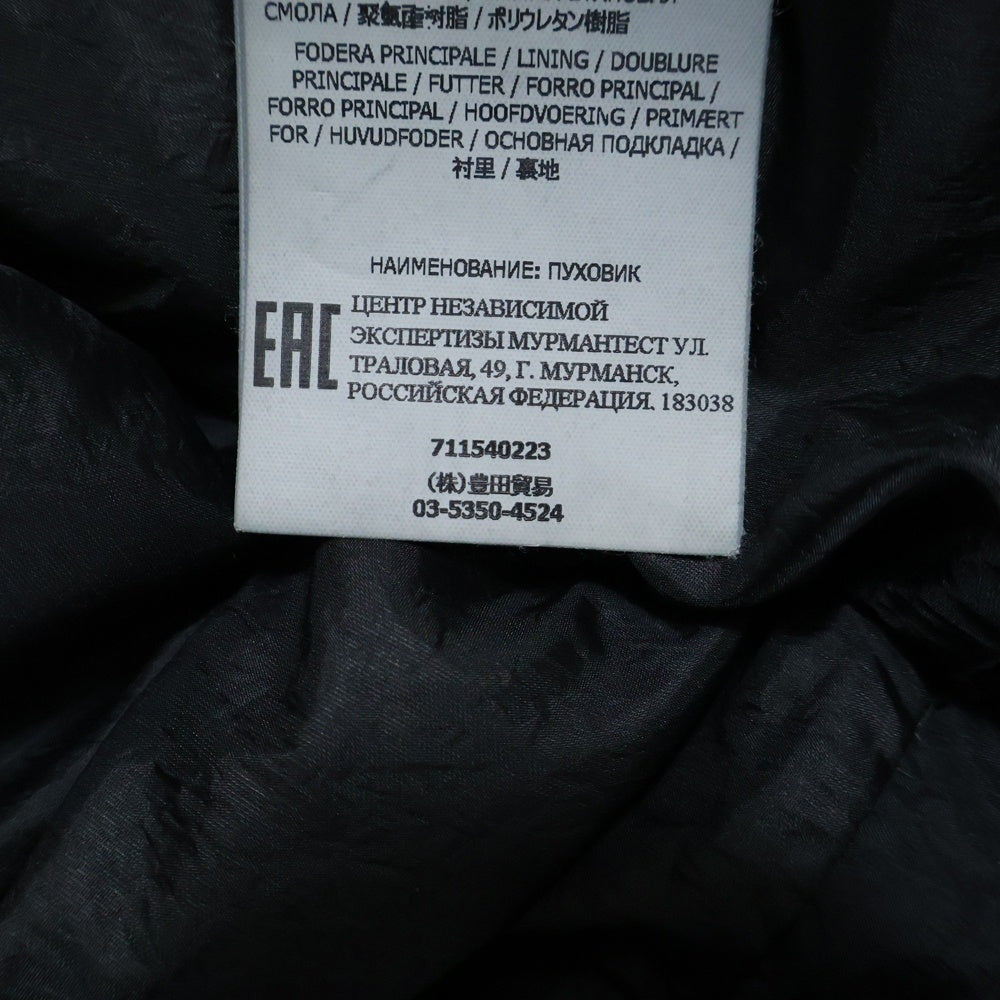 СМОЛА / 聚氨酯树脂 / ポリウレタン樹脂
FODERA PRINCIPALE / LINING / DOUBLURE
PRINCIPALE / FUTTER / FORRO PRINCIPAL /
FORRO PRINCIPAL / HOOFDVOERING / PRIMÆRT
FOR / HUVUDFODER / ОСНОВНАЯ ПОДКЛАДКА /
衬里 / 裏地
НАИМЕНОВАНИЕ: ПУХОВИК
EAC
ЦЕНТР НЕЗАВИСИМОЙ
ЭКСПЕРТИЗЫ МУРМАНТЕСТ УЛ.
ТРАЛОВАЯ, 49, Г. МУРМАНСК,
РОССИЙСКАЯ ФЕДЕРАЦИЯ. 183038
711540223
(株)豊田貿易
03-5350-4524